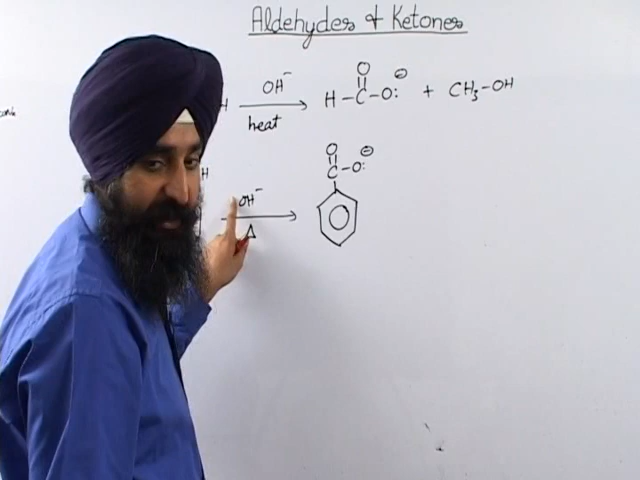 Aldehydes & Ketones
H OH⁻ H-C-O:⊖ + CH₃-OH
O
heat
O
H C-O:⊖
OH⁻
Δ